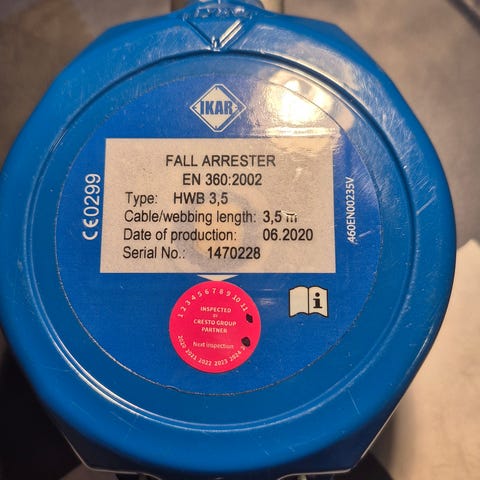 IKAR
FALL ARRESTER
EN 360:2002
Type: HWB 3,5
Cable/webbing length: 3,5 m
Date of production: 06.2020
Serial No.: 1470228
CE0299
460EN00235V
i
1 2 3 4 5 6 7 8 9 10 11
INSPECTED
BY
CRESTO GROUP
PARTNER
Next inspection
2020 2021 2022 2023 2024